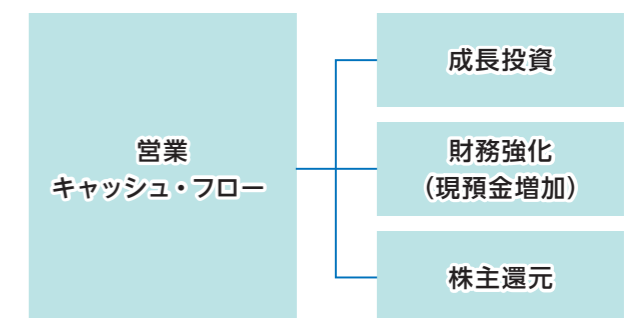 営業
キャッシュ・フロー
成長投資
財務強化
（現預金増加）
株主還元